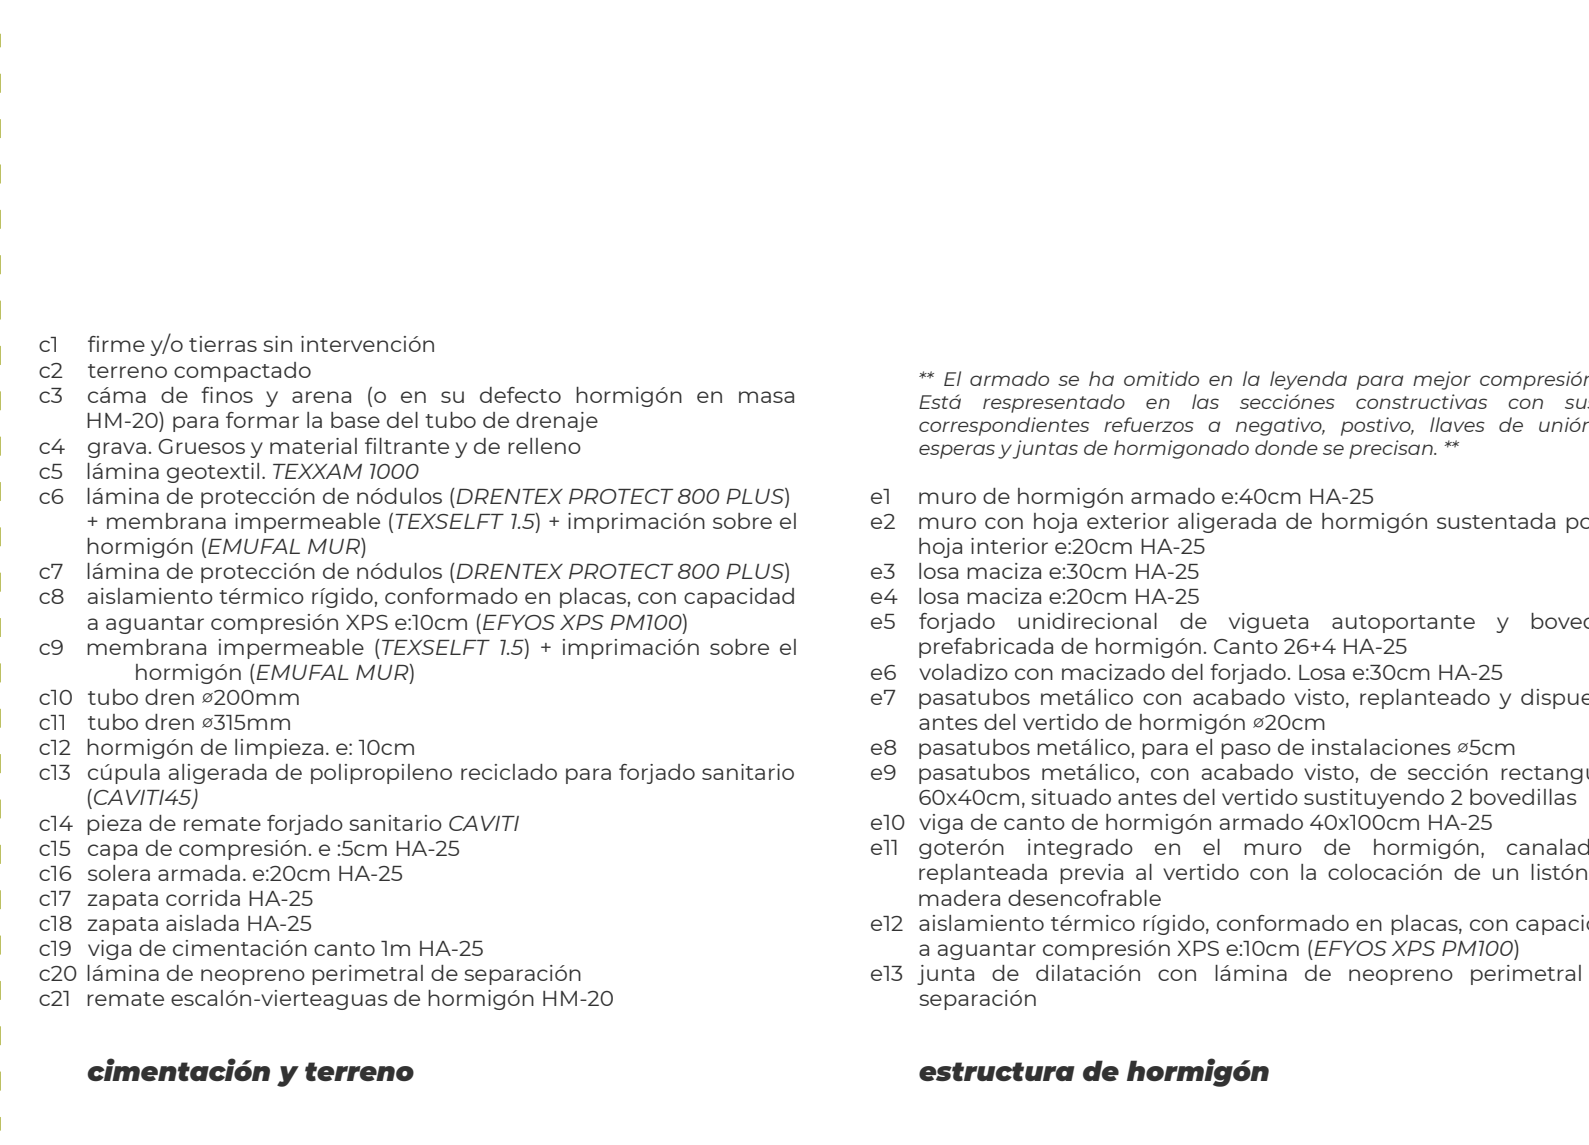 c1 firme y/o tierras sin intervención
c2 terreno compactado
c3 cáma de finos y arena (o en su defecto hormigón en masa
HM-20) para formar la base del tubo de drenaje
c4 grava. Gruesos y material filtrante y de relleno
c5 lámina geotextil. TEXXAM 1000
c6 lámina de protección de nódulos (DRENTEX PROTECT 800 PLUS)
+ membrana impermeable (TEXSELFT 1.5) + imprimación sobre el
hormigón (EMUFAL MUR)
c7 lámina de protección de nódulos (DRENTEX PROTECT 800 PLUS)
c8 aislamiento térmico rígido, conformado en placas, con capacidad
a aguantar compresión XPS e:10cm (EFYOS XPS PM100)
c9 membrana impermeable (TEXSELFT 1.5) + imprimación sobre el
hormigón (EMUFAL MUR)
c10 tubo dren ø200mm
c11 tubo dren ø315mm
c12 hormigón de limpieza. e: 10cm
c13 cúpula aligerada de polipropileno reciclado para forjado sanitario
(CAVITI45)
c14 pieza de remate forjado sanitario CAVITI
c15 capa de compresión. e :5cm HA-25
c16 solera armada. e:20cm HA-25
c17 zapata corrida HA-25
c18 zapata aislada HA-25
c19 viga de cimentación canto 1m HA-25
c20 lámina de neopreno perimetral de separación
c21 remate escalón-vierteaguas de hormigón HM-20
cimentación y terreno
** El armado se ha omitido en la leyenda para mejor compresión
Está respresentado en las secciónes constructivas con
correspondientes refuerzos a negativo, postivo, llaves de unión
esperas y juntas de hormigonado donde se precisan. **
e1 muro de hormigón armado e:40cm HA-25
e2 muro con hoja exterior aligerada de hormigón sustentada
hoja interior e:20cm HA-25
e3 losa maciza e:30cm HA-25
e4 losa maciza e:20cm HA-25
e5 forjado unidirecional de vigueta autoportante y
prefabricada de hormigón. Canto 26+4 HA-25
e6 voladizo con macizado del forjado. Losa e:30cm HA-25
e7 pasatubos metálico con acabado visto, replanteado y
antes del vertido de hormigón ø20cm
e8 pasatubos metálico, para el paso de instalaciones ø5cm
e9 pasatubos metálico, con acabado visto, de sección
60x40cm, situado antes del vertido sustituyendo 2 bovedillas
e10 viga de canto de hormigón armado 40x100cm HA-25
e11 goterón integrado en el muro de hormigón,
replanteada previa al vertido con la colocación de un listón
madera desencofrable
e12 aislamiento térmico rígido, conformado en placas, con
a aguantar compresión XPS e:10cm (EFYOS XPS PM100)
e13 junta de dilatación con lámina de neopreno perimetral
separación
estructura de hormigón